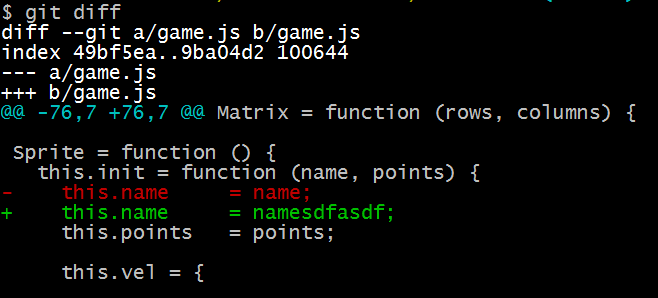 $ git diff
diff --git a/game.js b/game.js
index 49bf5ea..9ba04d2 100644
--- a/game.js
+++ b/game.js
@@ -76,7 +76,7 @@ Matrix = function (rows, columns) {

 Sprite = function () {
   this.init = function (name, points) {
-    this.name     = name;
+    this.name     = namesdfasdf;
     this.points   = points;

     this.vel = {